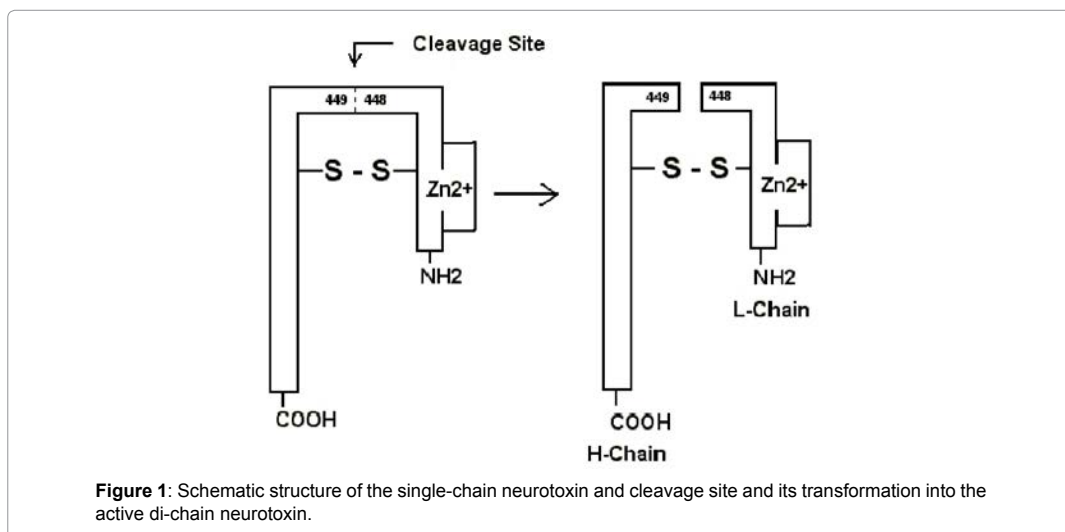 Cleavage Site
449 448
S - S
Zn2+
NH2
COOH
449 448
S - S
Zn2+
NH2
L-Chain
COOH
H-Chain
Figure 1: Schematic structure of the single-chain neurotoxin and cleavage site and its transformation into the
active di-chain neurotoxin.